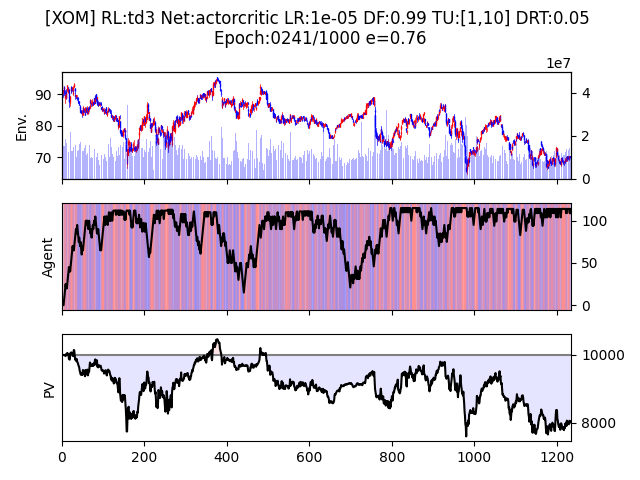 [XOM] RL:td3 Net:actorcritic LR:1e-05 DF:0.99 TU:[1,10] DRT:0.05
Epoch:0241/1000 e=0.76
1e7
Env.
90
80
70
4
2
0
Agent
100
50
0
PV
10000
8000
0 200 400 600 800 1000 1200